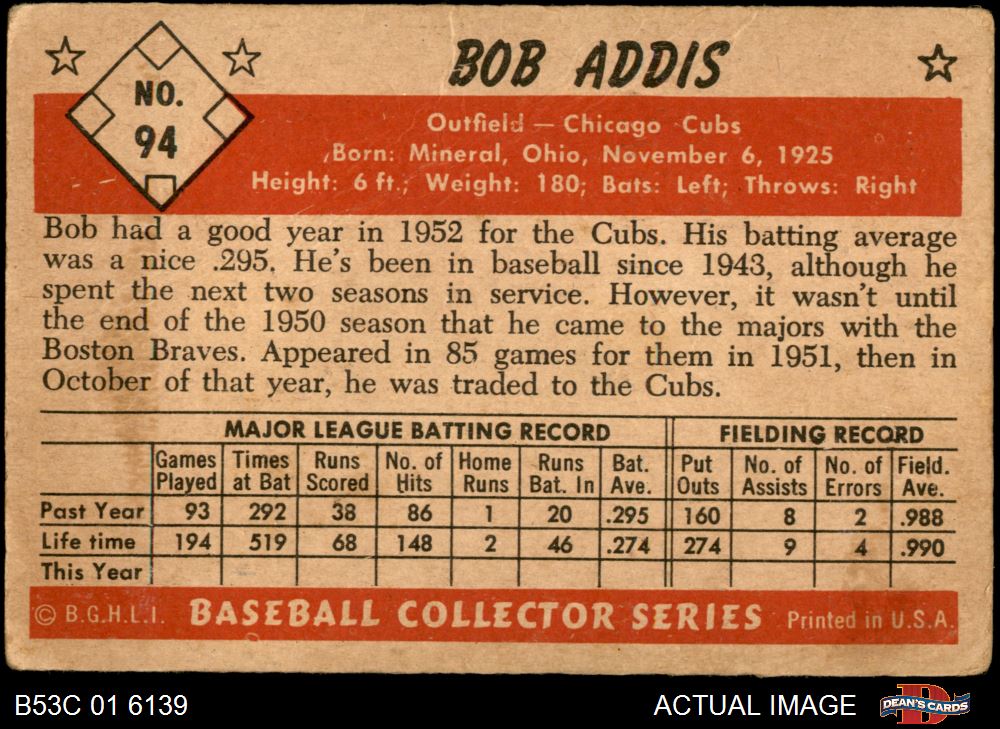 NO.
94
BOB ADDIS
Outfield — Chicago Cubs
Born: Mineral, Ohio, November 6, 1925
Height: 6 ft.; Weight: 180; Bats: Left; Throws: Right
Bob had a good year in 1952 for the Cubs. His batting average
was a nice .295. He's been in baseball since 1943, although he
spent the next two seasons in service. However, it wasn't until
the end of the 1950 season that he came to the majors with the
Boston Braves. Appeared in 85 games for them in 1951, then in
October of that year, he was traded to the Cubs.
MAJOR LEAGUE BATTING RECORD FIELDING RECORD
Games Times Runs No. of Home Runs Bat. Put No. of No. of Field.
Played at Bat Scored Hits Runs Bat. In Ave. Outs Assists Errors Ave.
Past Year 93 292 38 86 1 20 .295 160 8 2 .988
Life time 194 519 68 148 2 46 .274 274 9 4 .990
This Year
© B.G.H.L.I. BASEBALL COLLECTOR SERIES Printed in U.S.A.
B53C 01 6139 ACTUAL IMAGE DEAN'S CARDS